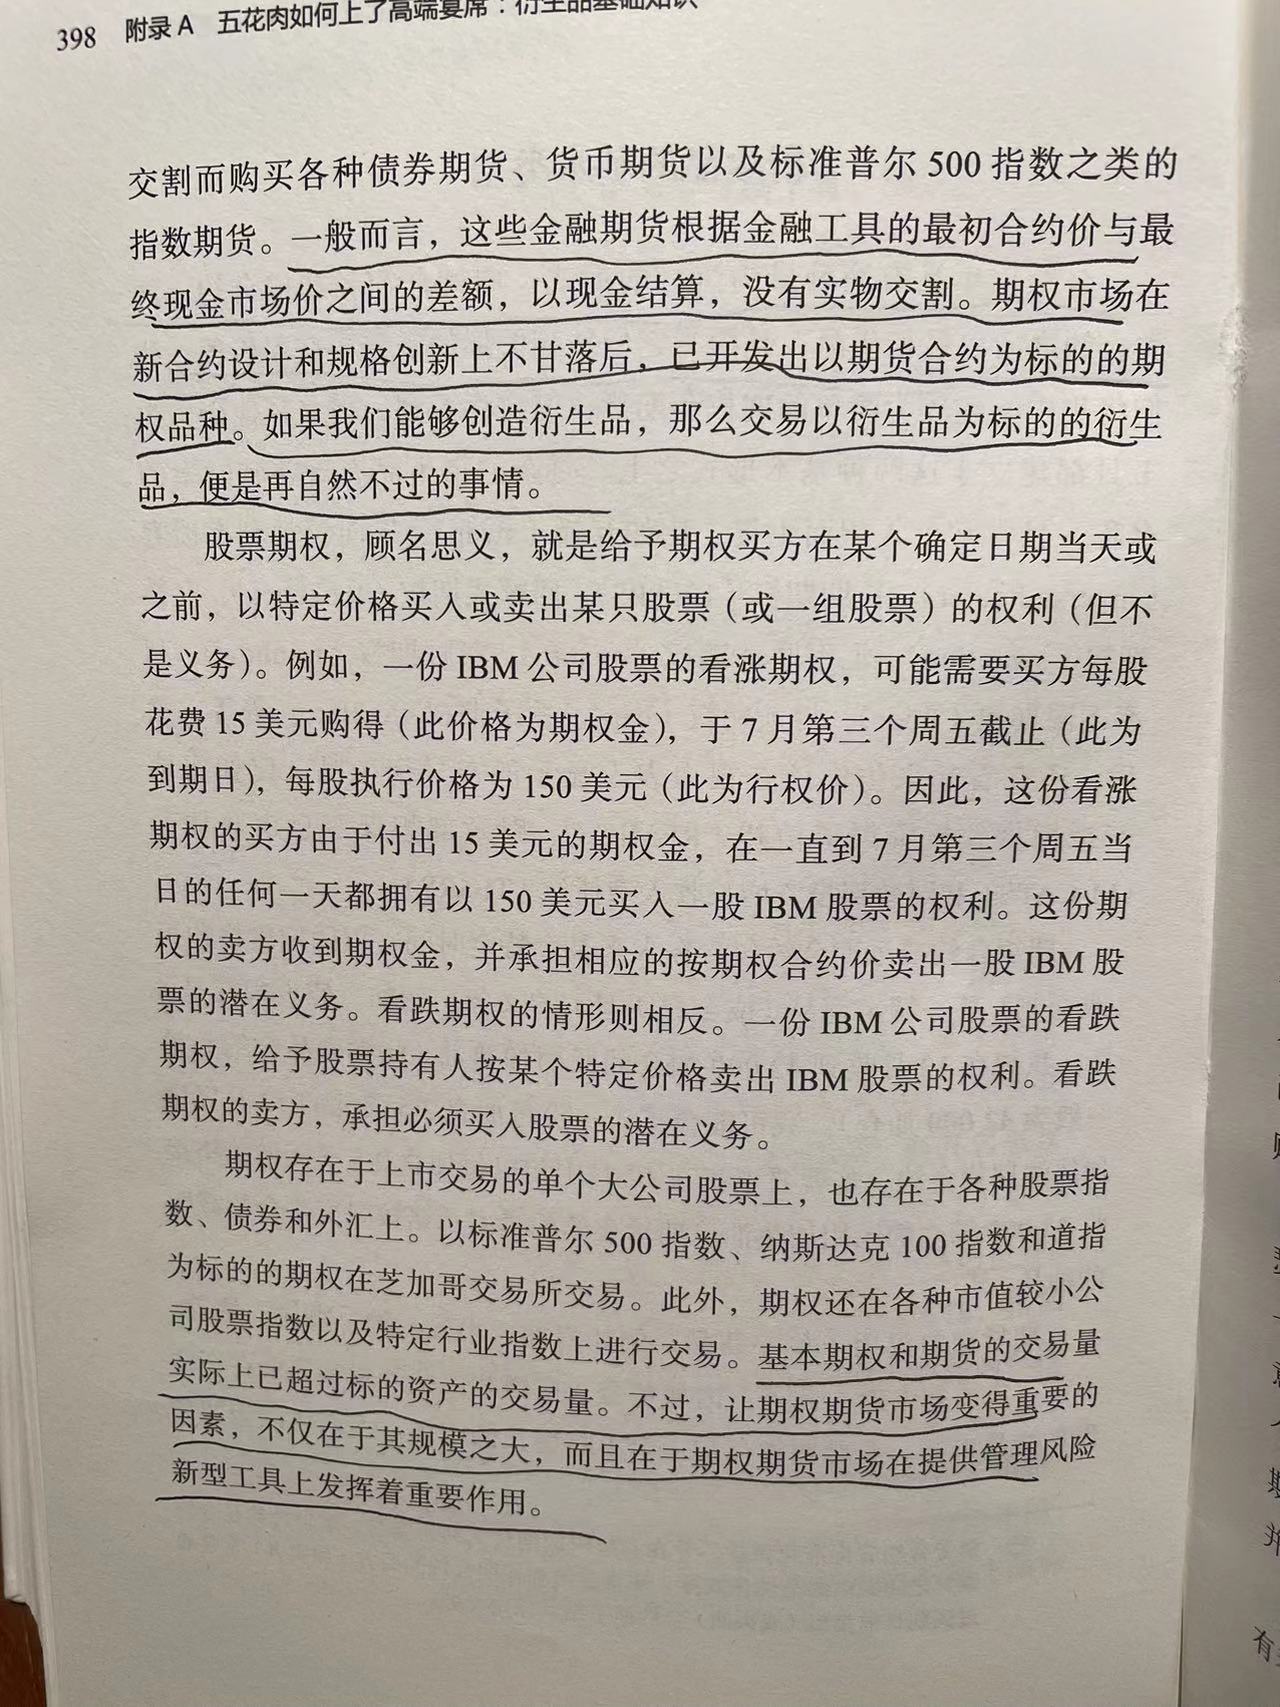 398 附录 A 五花肉如何上了高端宴席：衍生品基础知识
交割而购买各种债券期货、货币期货以及标准普尔 500 指数之类的
指数期货。一般而言，这些金融期货根据金融工具的最初合约价与最
终现金市场价之间的差额，以现金结算，没有实物交割。期权市场在
新合约设计和规格创新上不甘落后，已开发出以期货合约为标的的期
权品种。如果我们能够创造衍生品，那么交易以衍生品为标的的衍生
品，便是再自然不过的事情。
股票期权，顾名思义，就是给予期权买方在某个确定日期当天或
之前，以特定价格买入或卖出某只股票（或一组股票）的权利（但不
是义务）。例如，一份 IBM 公司股票的看涨期权，可能需要买方每股
花费 15 美元购得（此价格为期权金），于 7 月第三个周五截止（此为
到期日），每股执行价格为 150 美元（此为行权价）。因此，这份看涨
期权的买方由于付出 15 美元的期权金，在一直到 7 月第三个周五当
日的任何一天都拥有以 150 美元买入一股 IBM 股票的权利。这份期
权的卖方收到期权金，并承担相应的按期权合约价卖出一股 IBM 股
票的潜在义务。看跌期权的情形则相反。一份 IBM 公司股票的看跌
期权，给予股票持有人按某个特定价格卖出 IBM 股票的权利。看跌
期权的卖方，承担必须买入股票的潜在义务。
期权存在于上市交易的单个大公司股票上，也存在于各种股票指
数、债券和外汇上。以标准普尔 500 指数、纳斯达克 100 指数和道指
为标的的期权在芝加哥交易所交易。此外，期权还在各种市值较小公
司股票指数以及特定行业指数上进行交易。基本期权和期货的交易量
实际上已超过标的资产的交易量。不过，让期权期货市场变得重要的
因素，不仅在于其规模之大，而且在于期权期货市场在提供管理风险
新型工具上发挥着重要作用。
有